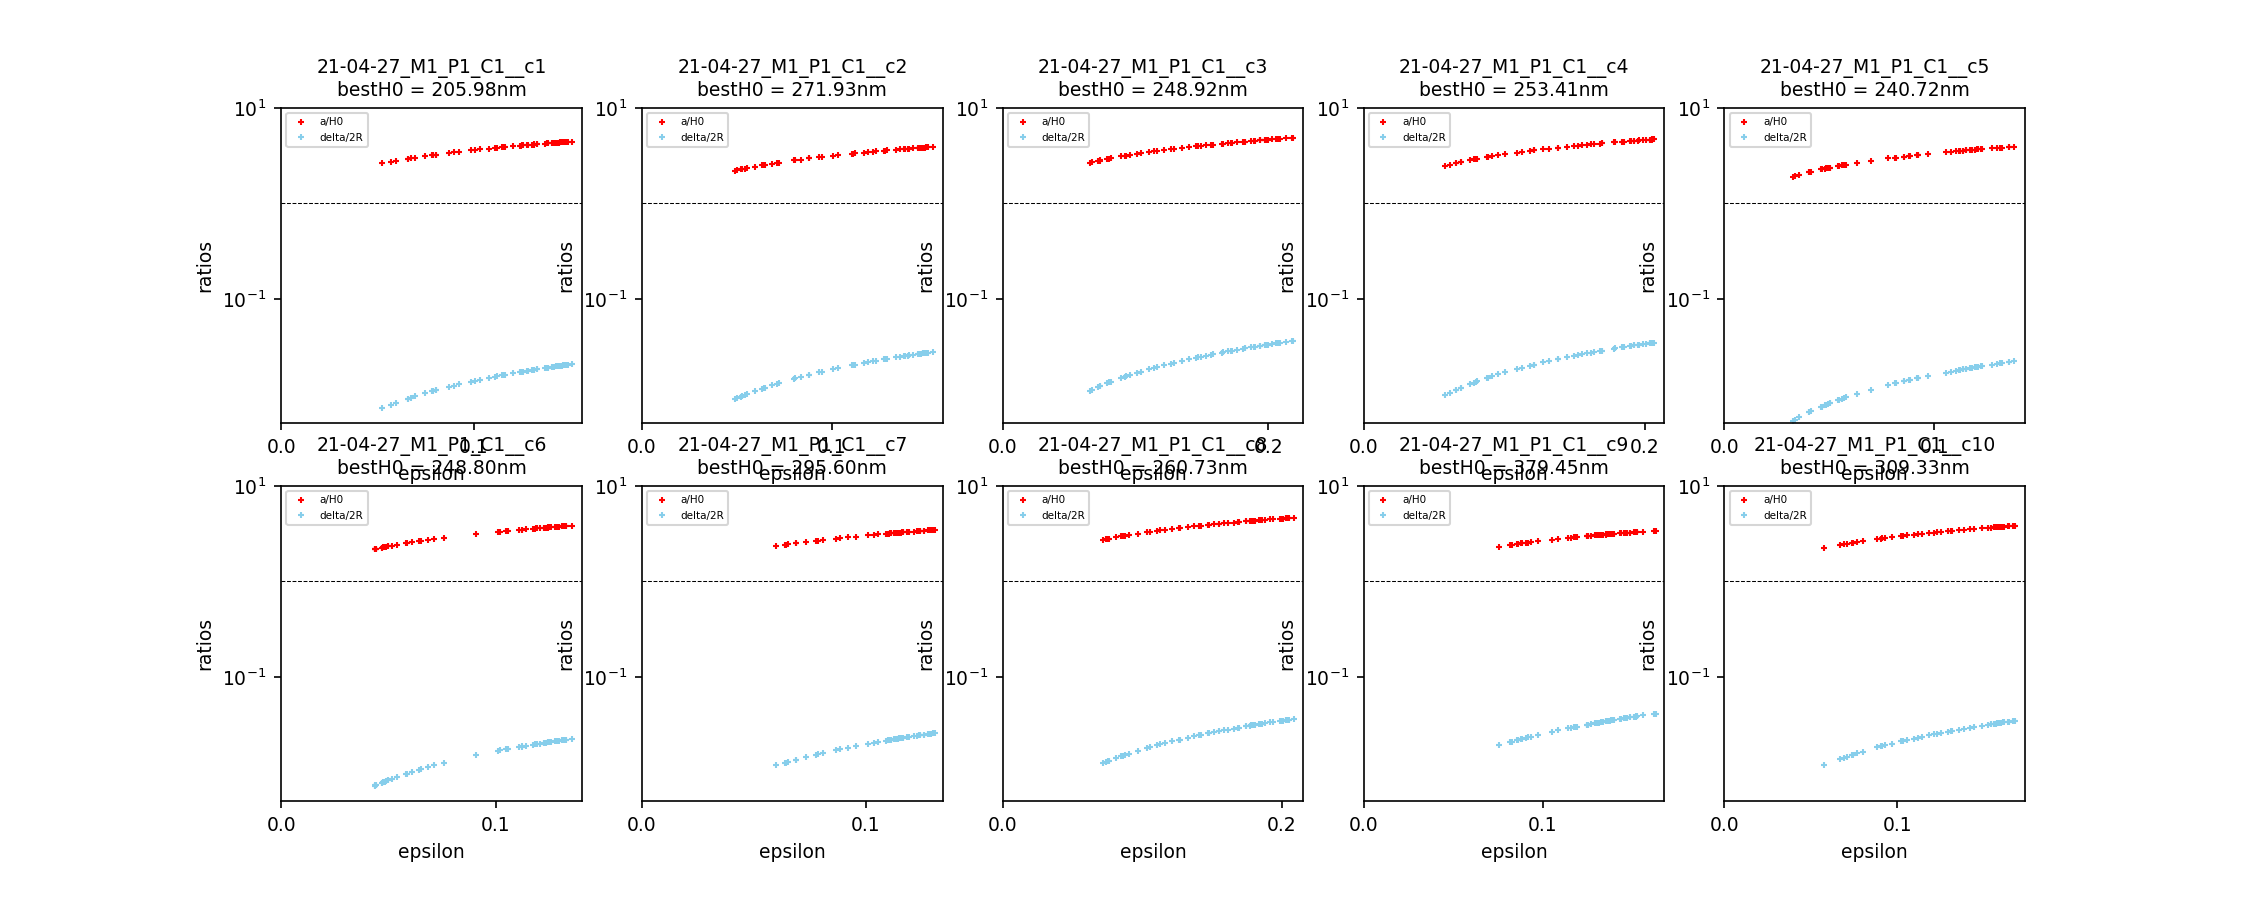 21-04-27_M1_P1_C1__c1
bestH0 = 205.98nm
21-04-27_M1_P1_C1__c2
bestH0 = 271.93nm
21-04-27_M1_P1_C1__c3
bestH0 = 248.92nm
21-04-27_M1_P1_C1__c4
bestH0 = 253.41nm
21-04-27_M1_P1_C1__c5
bestH0 = 240.72nm
10¹
a/H0
delta/2R
10⁻¹
ratios
0.0
0.1
epsilon
10¹
a/H0
delta/2R
10⁻¹
ratios
0.0
0.1
epsilon
10¹
a/H0
delta/2R
10⁻¹
ratios
0.0
0.2
epsilon
10¹
a/H0
delta/2R
10⁻¹
ratios
0.0
0.2
epsilon
10¹
a/H0
delta/2R
10⁻¹
ratios
0.0
0.1
epsilon
21-04-27_M1_P1_C1__c6
bestH0 = 248.80nm
21-04-27_M1_P1_C1__c7
bestH0 = 295.60nm
21-04-27_M1_P1_C1__c8
bestH0 = 260.73nm
21-04-27_M1_P1_C1__c9
bestH0 = 379.45nm
21-04-27_M1_P1_C1__c10
bestH0 = 309.33nm
10¹
a/H0
delta/2R
10⁻¹
ratios
0.0
0.1
epsilon
10¹
a/H0
delta/2R
10⁻¹
ratios
0.0
0.1
epsilon
10¹
a/H0
delta/2R
10⁻¹
ratios
0.0
0.2
epsilon
10¹
a/H0
delta/2R
10⁻¹
ratios
0.0
0.1
epsilon
10¹
a/H0
delta/2R
10⁻¹
ratios
0.0
0.1
epsilon